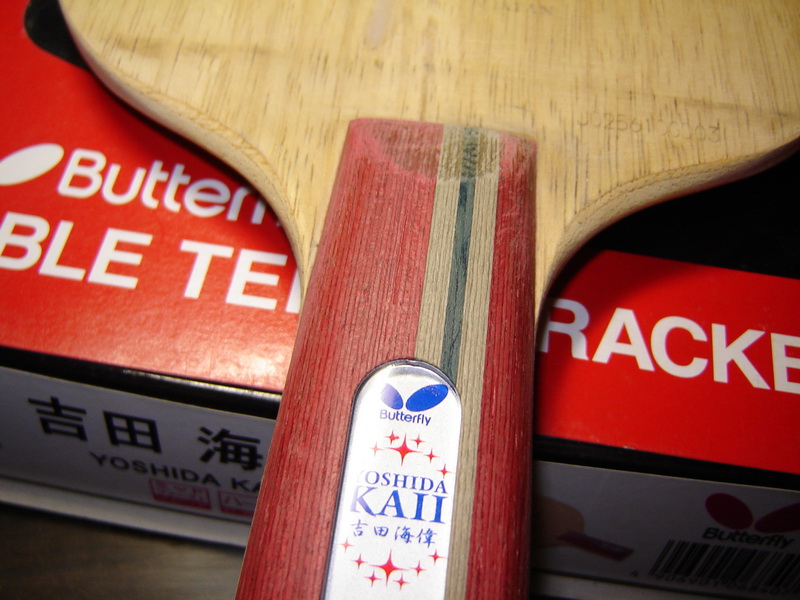 Butterf
BLE TE
RACKE
吉田 海
YOSHIDA KA
Butterfly
YOSHIDA
KAII
吉田海偉
Butterfly